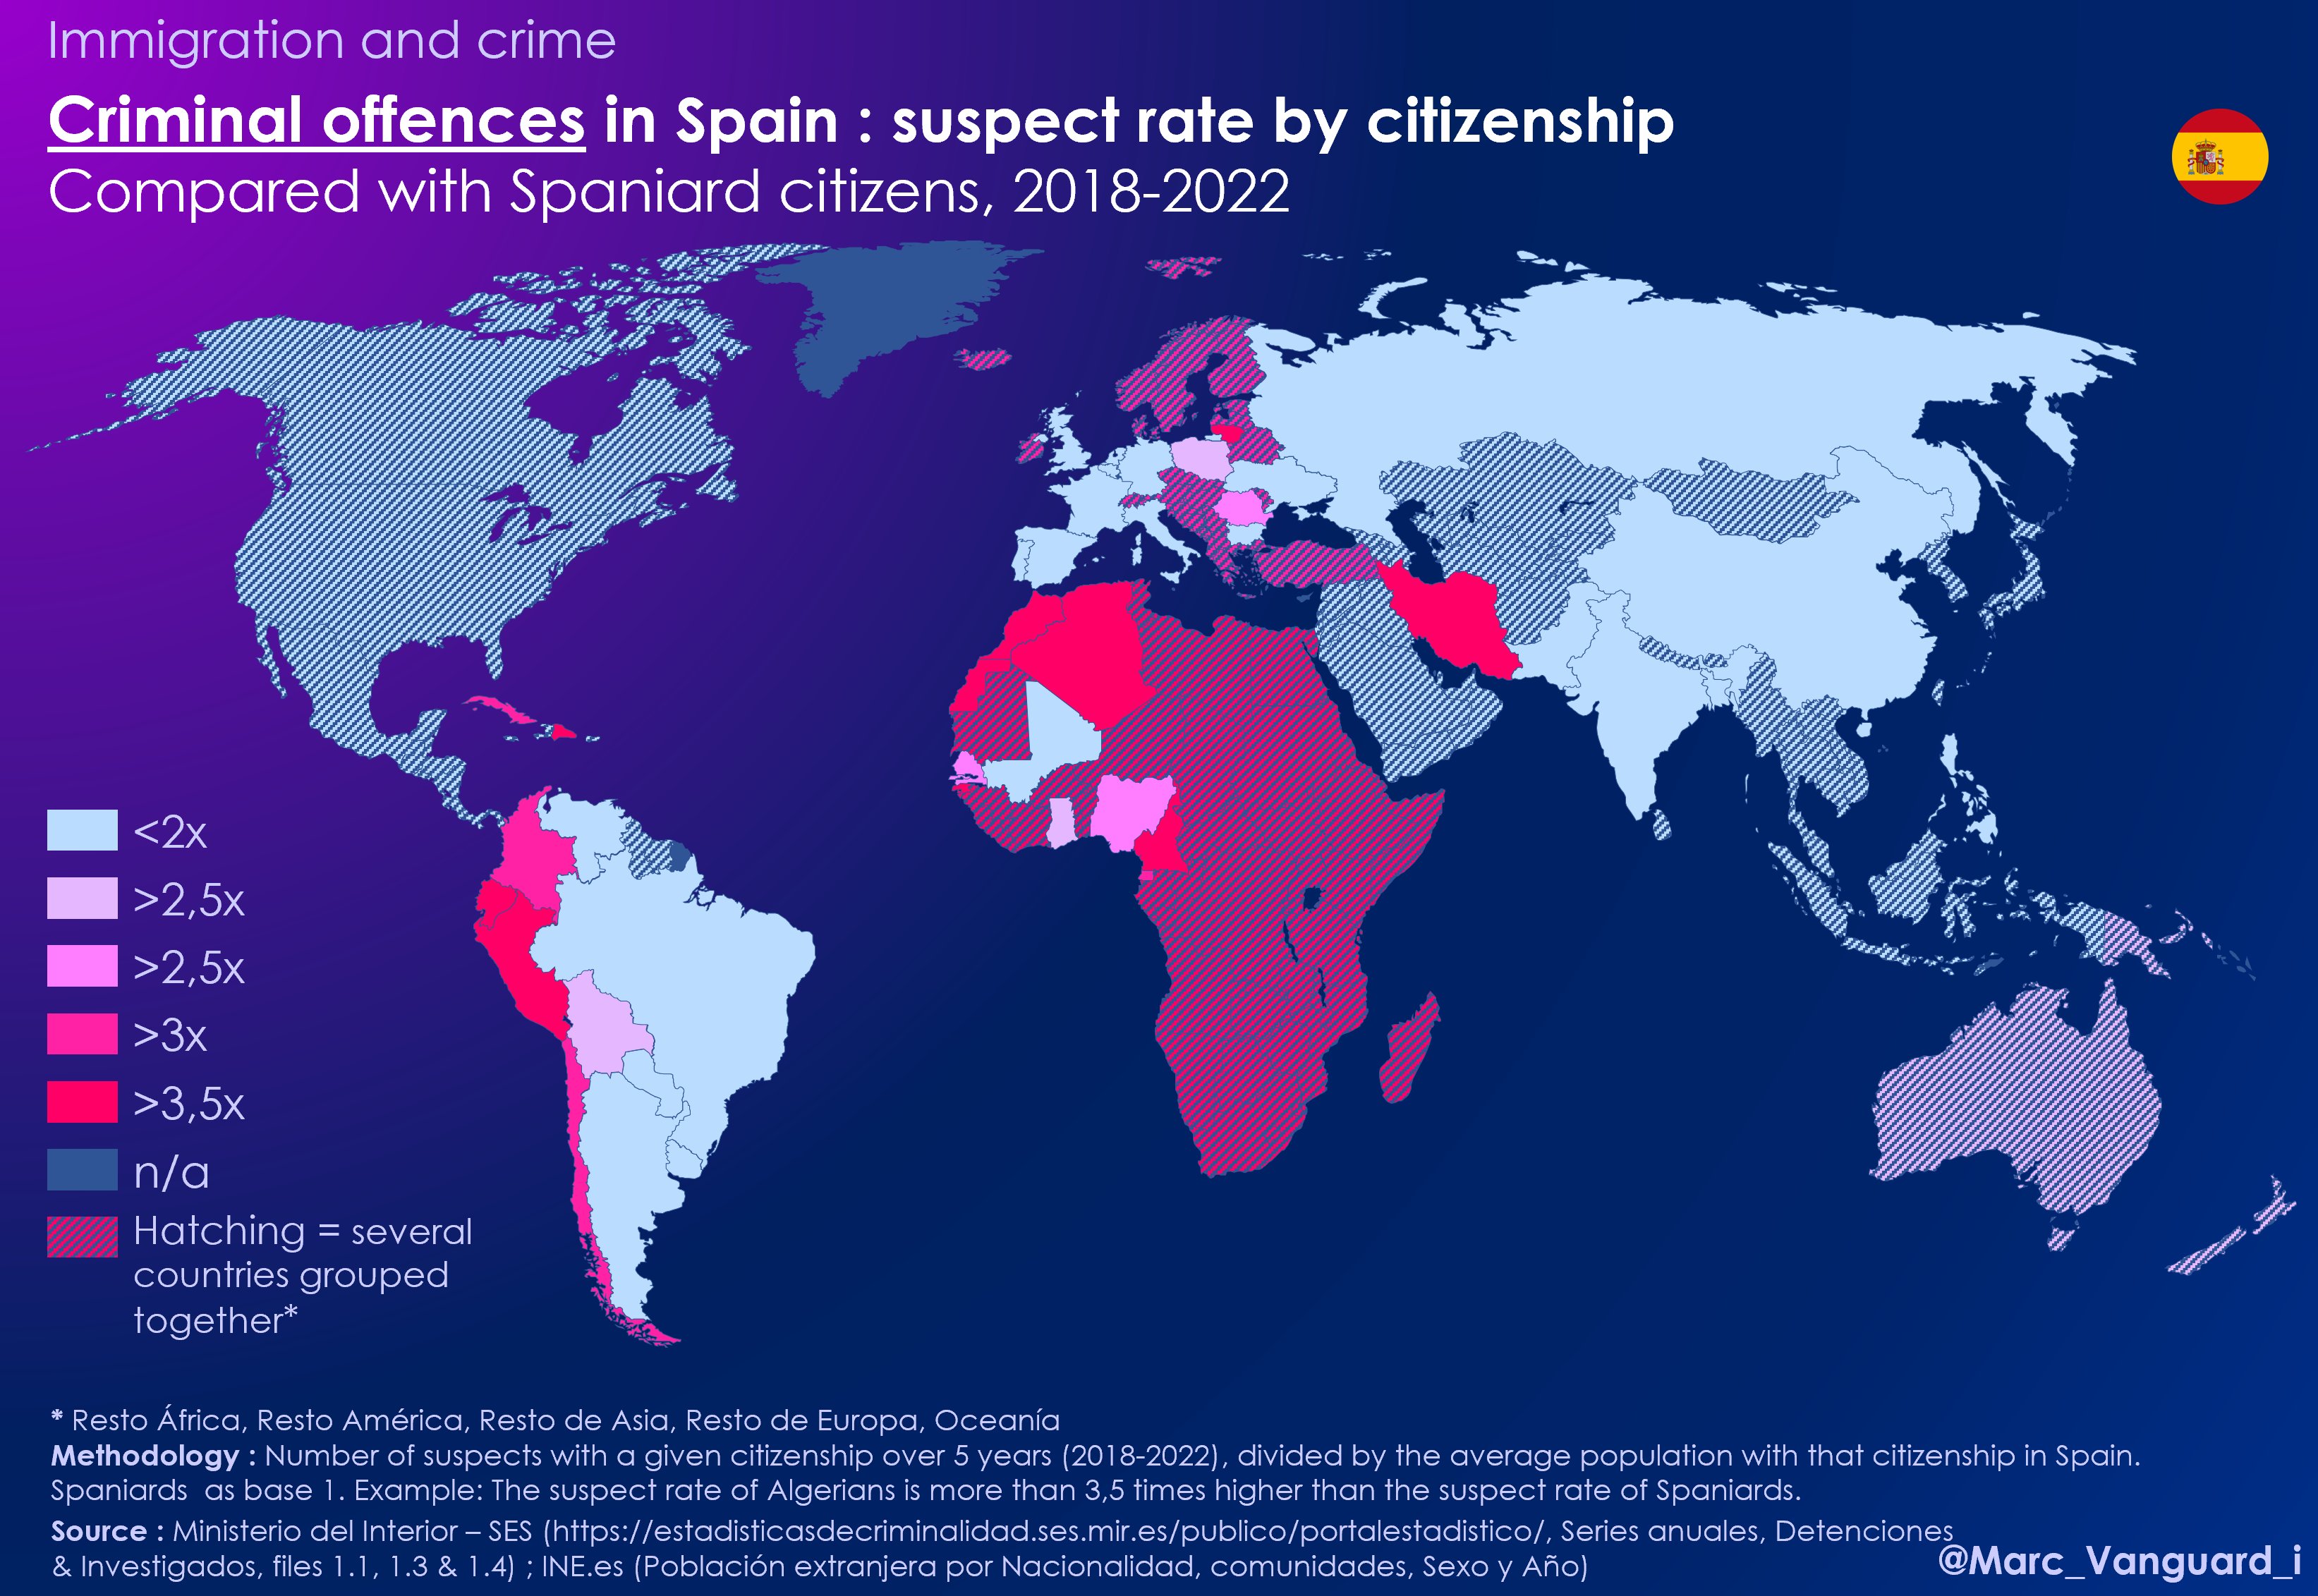 Immigration and crime
Criminal offences in Spain : suspect rate by citizenship
Compared with Spaniard citizens, 2018-2022
<2x
>2,5x
>2,5x
>3x
>3,5x
n/a
Hatching = several
countries grouped
together*
* Resto África, Resto América, Resto de Asia, Resto de Europa, Oceanía
Methodology : Number of suspects with a given citizenship over 5 years (2018-2022), divided by the average population with that citizenship in Spain.
Spaniards as base 1. Example: The suspect rate of Algerians is more than 3,5 times higher than the suspect rate of Spaniards.
Source : Ministerio del Interior – SES (https://estadisticasdecriminalidad.ses.mir.es/publico/portalestadistico/, Series anuales, Detenciones
& Investigados, files 1.1, 1.3 & 1.4) ; INE.es (Población extranjera por Nacionalidad, comunidades, Sexo y Año)
@Marc_Vanguard_i